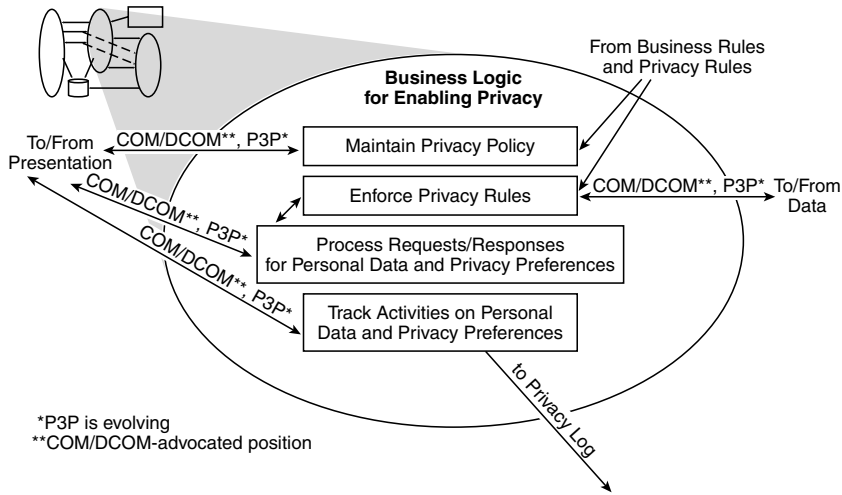 From Business Rules
and Privacy Rules
Business Logic
for Enabling Privacy
To/From
Presentation
COM/DCOM**, P3P*
Maintain Privacy Policy
COM/DCOM**, P3P*
Enforce Privacy Rules
COM/DCOM**, P3P*
To/From
Data
COM/DCOM**, P3P*
Process Requests/Responses
for Personal Data and Privacy Preferences
Track Activities on Personal
Data and Privacy Preferences
to Privacy Log
*P3P is evolving
**COM/DCOM-advocated position